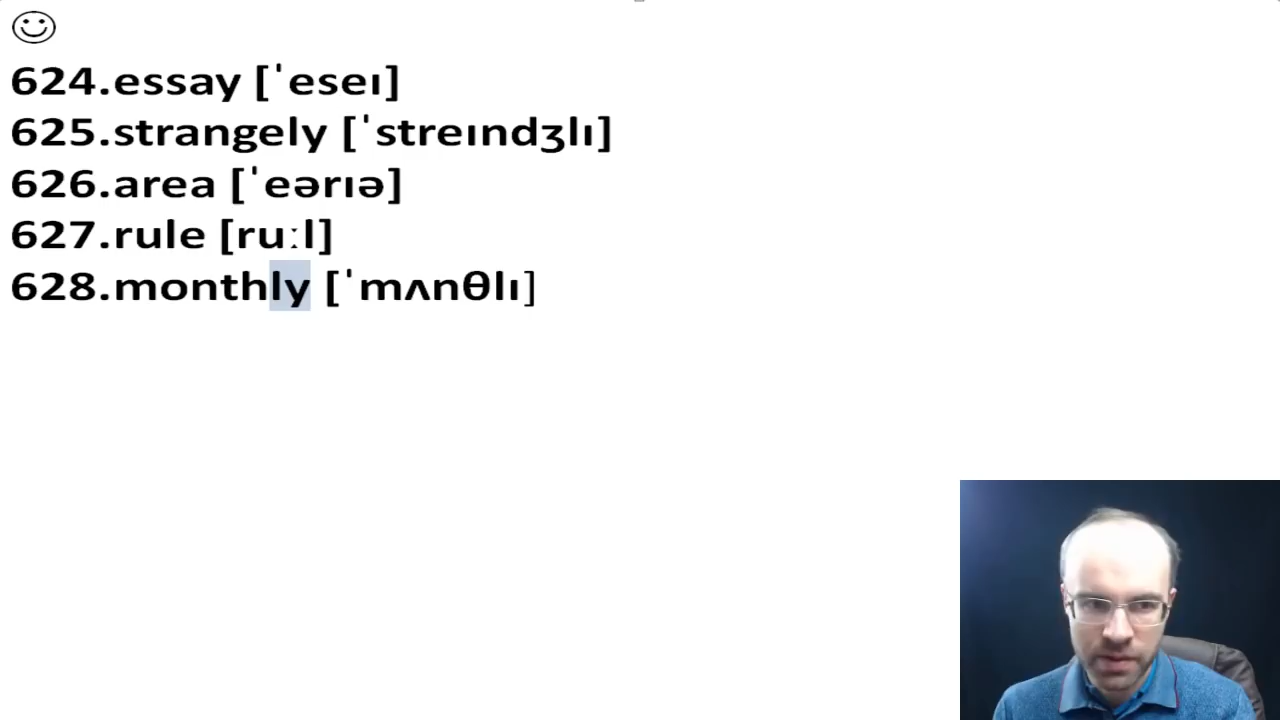 ☺
624.essay [ˈeseɪ]
625.strangely [ˈstreɪndʒlɪ]
626.area [ˈeərɪə]
627.rule [ruːl]
628.monthly [ˈmʌnθlɪ]